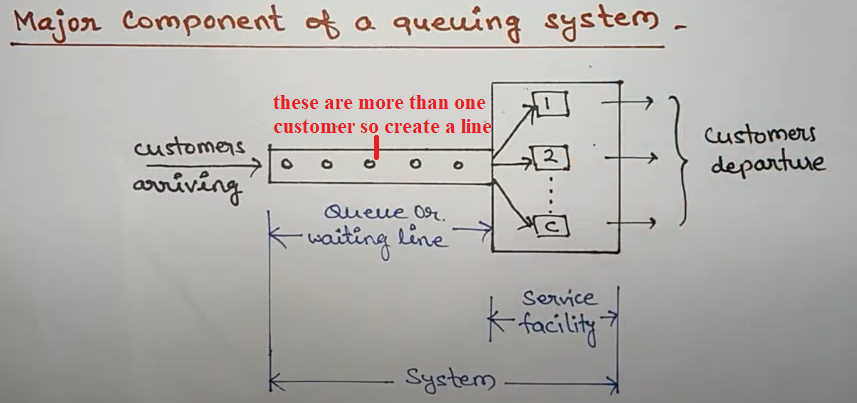 Major component of a queuing system -
these are more than one
customer so create a line
customers
arriving
1
2
C
customers
departure
Queue or
waiting line
Service
facility
System